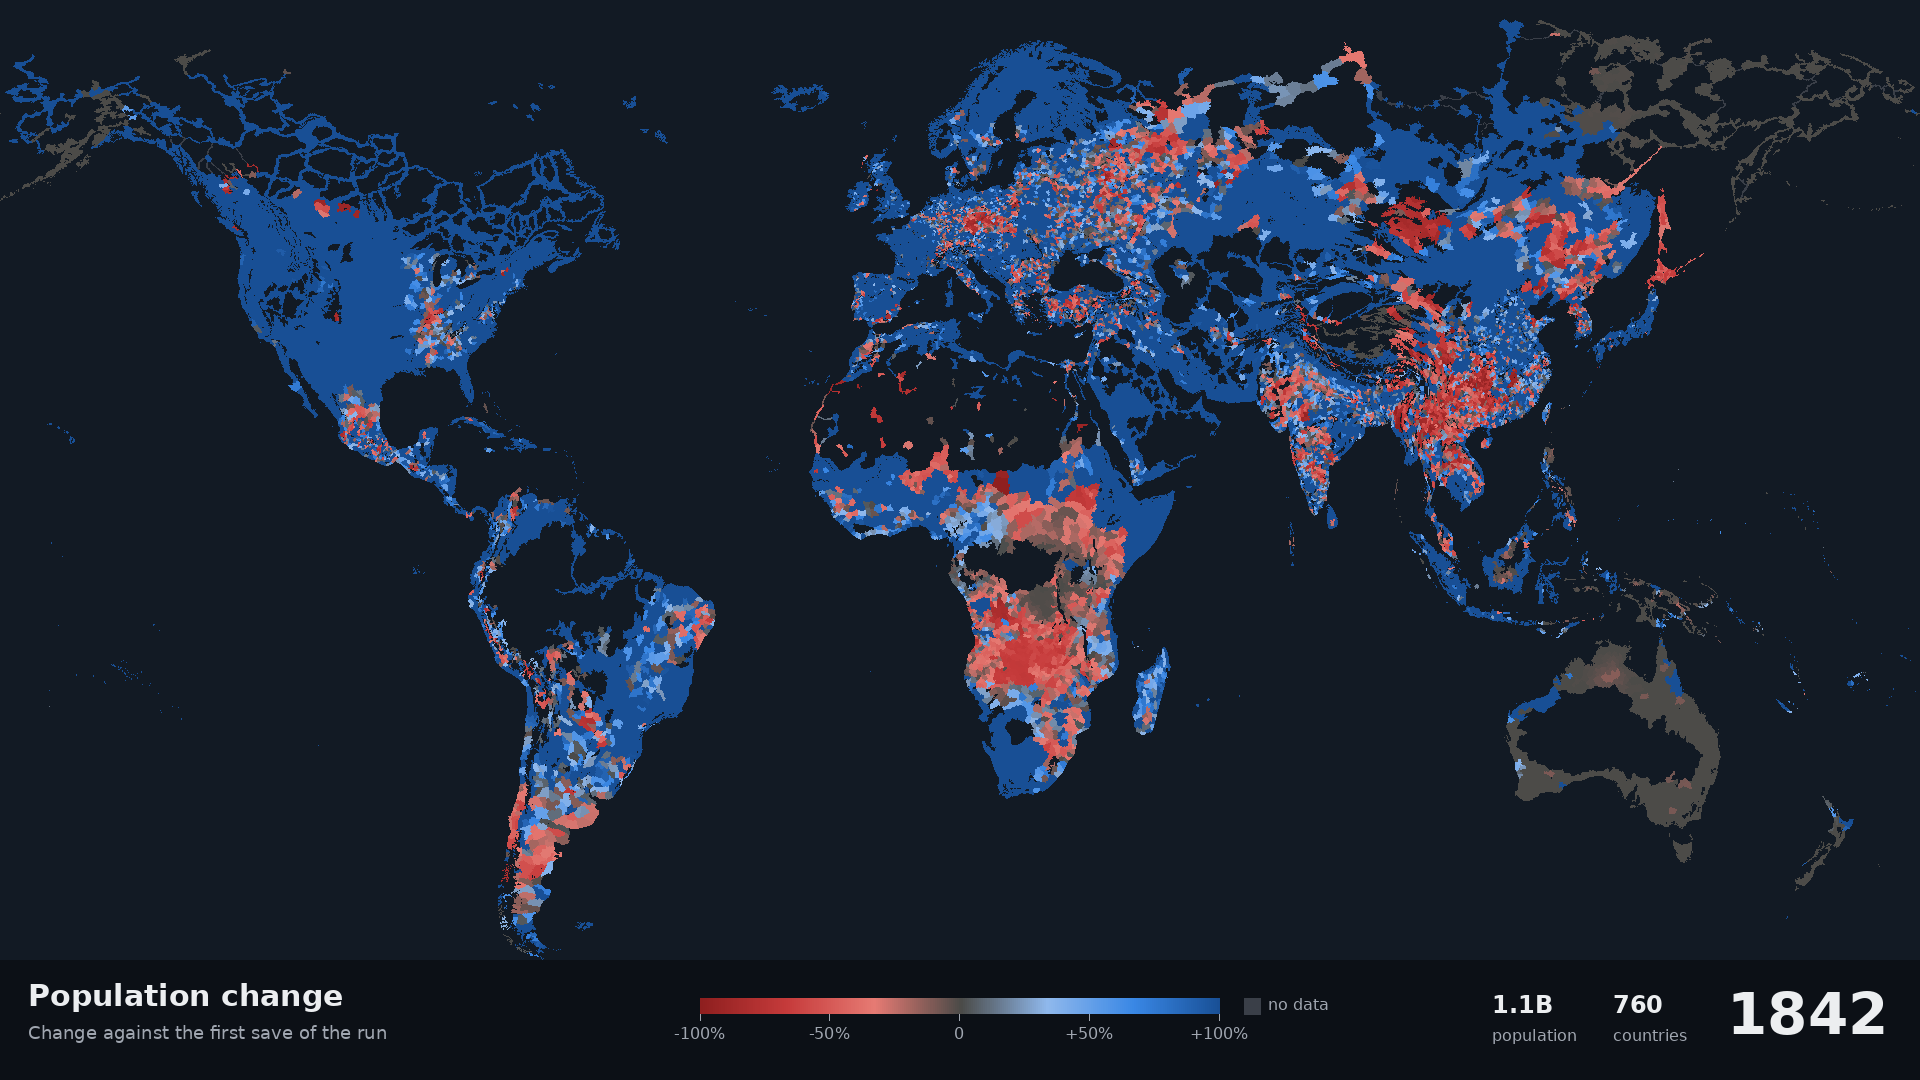 Population change
Change against the first save of the run
-100%
-50%
0
+50%
+100%
no data
1.1B
population
760
countries
1842